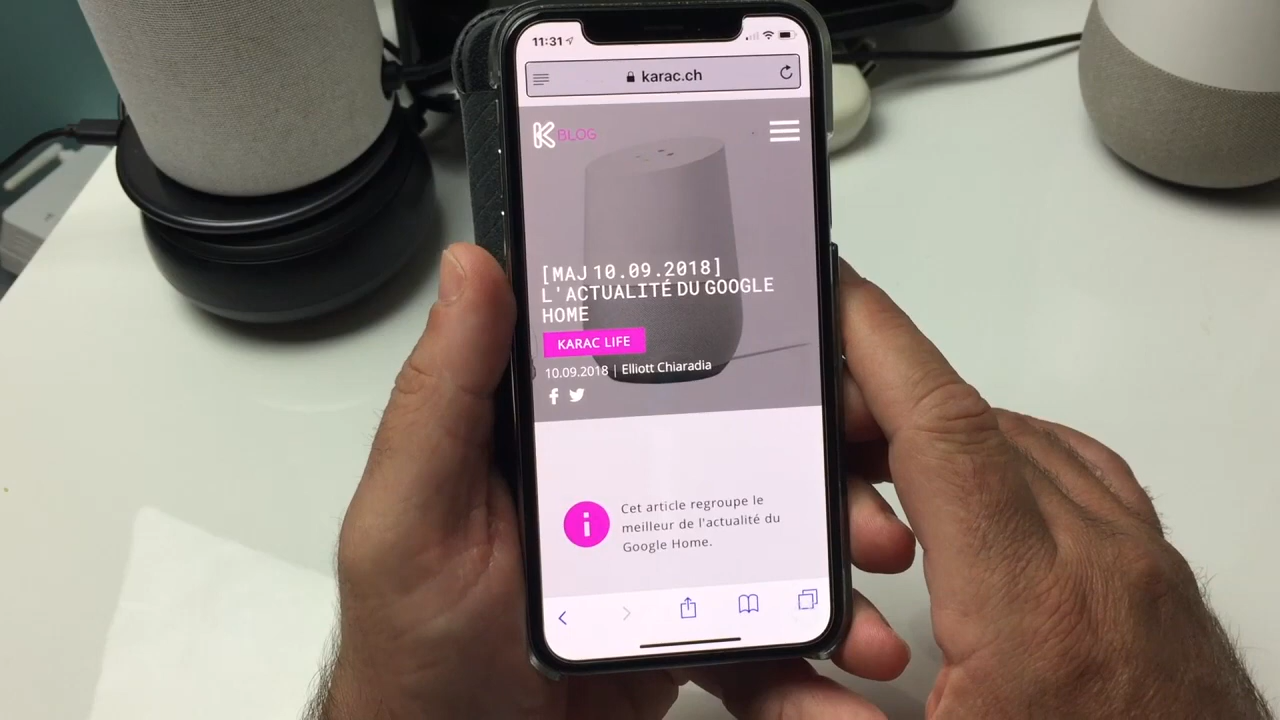 11:31
karac.ch
K BLOG
[MAJ 10.09.2018]
L'ACTUALITÉ DU GOOGLE
HOME
KARAC LIFE
10.09.2018 | Elliott Chiaradia
Cet article regroupe le
meilleur de l'actualité du
Google Home.